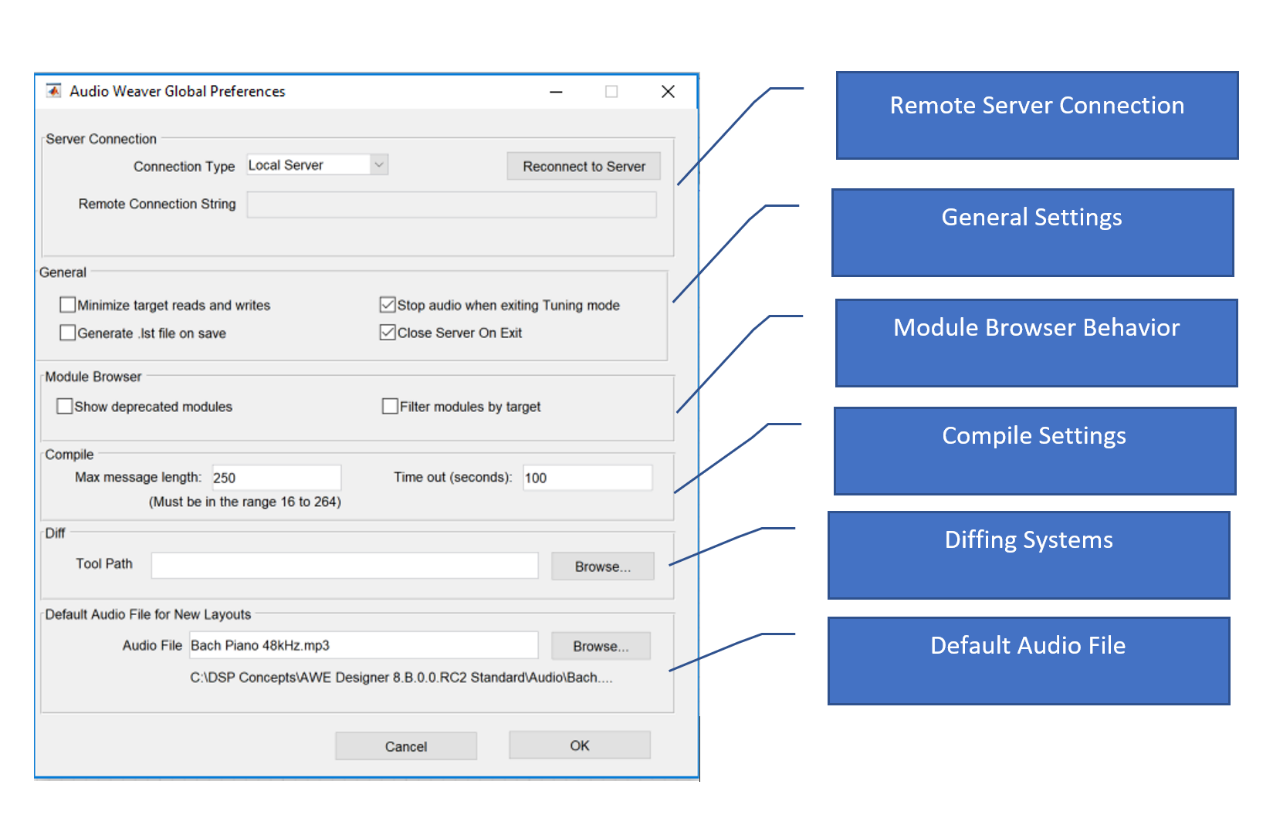 Audio Weaver Global Preferences
Server Connection
Connection Type Local Server Reconnect to Server
Remote Connection String
General
Minimize target reads and writes Stop audio when exiting Tuning mode
Generate .lst file on save Close Server On Exit
Module Browser
Show deprecated modules Filter modules by target
Compile
Max message length: 250 Time out (seconds): 100
(Must be in the range 16 to 264)
Diff
Tool Path Browse...
Default Audio File for New Layouts
Audio File Bach Piano 48kHz.mp3 Browse...
C:\DSP Concepts\AWE Designer 8.B.0.0.RC2 Standard\Audio\Bach....
Cancel OK
Remote Server Connection
General Settings
Module Browser Behavior
Compile Settings
Diffing Systems
Default Audio File